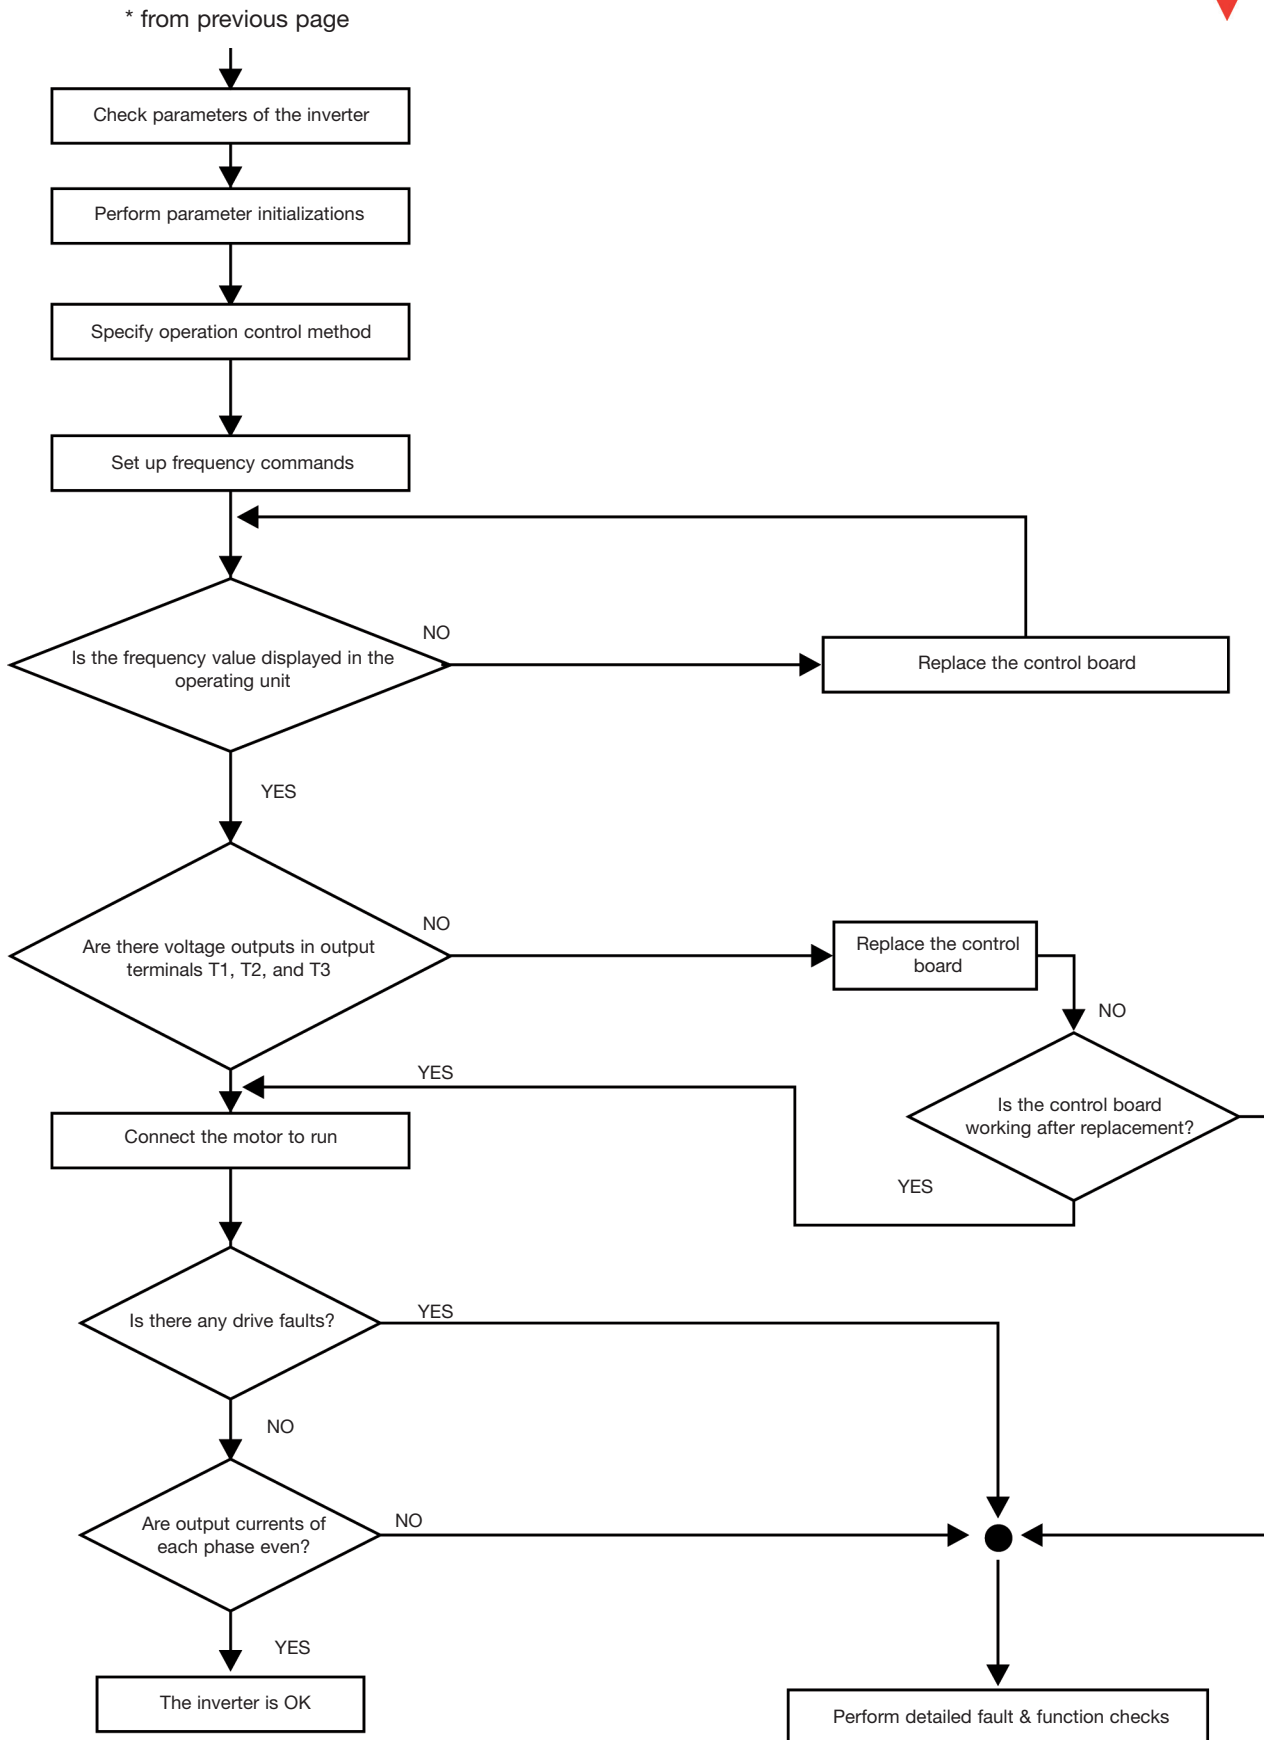 * from previous page
Check parameters of the inverter
Perform parameter initializations
Specify operation control method
Set up frequency commands
NO
Is the frequency value displayed in the
operating unit
Replace the control board
YES
NO
Are there voltage outputs in output
terminals T1, T2, and T3
Replace the control
board
NO
YES
Is the control board
working after replacement?
Connect the motor to run
YES
Is there any drive faults?
YES
NO
Are output currents of
each phase even?
NO
YES
The inverter is OK
Perform detailed fault & function checks